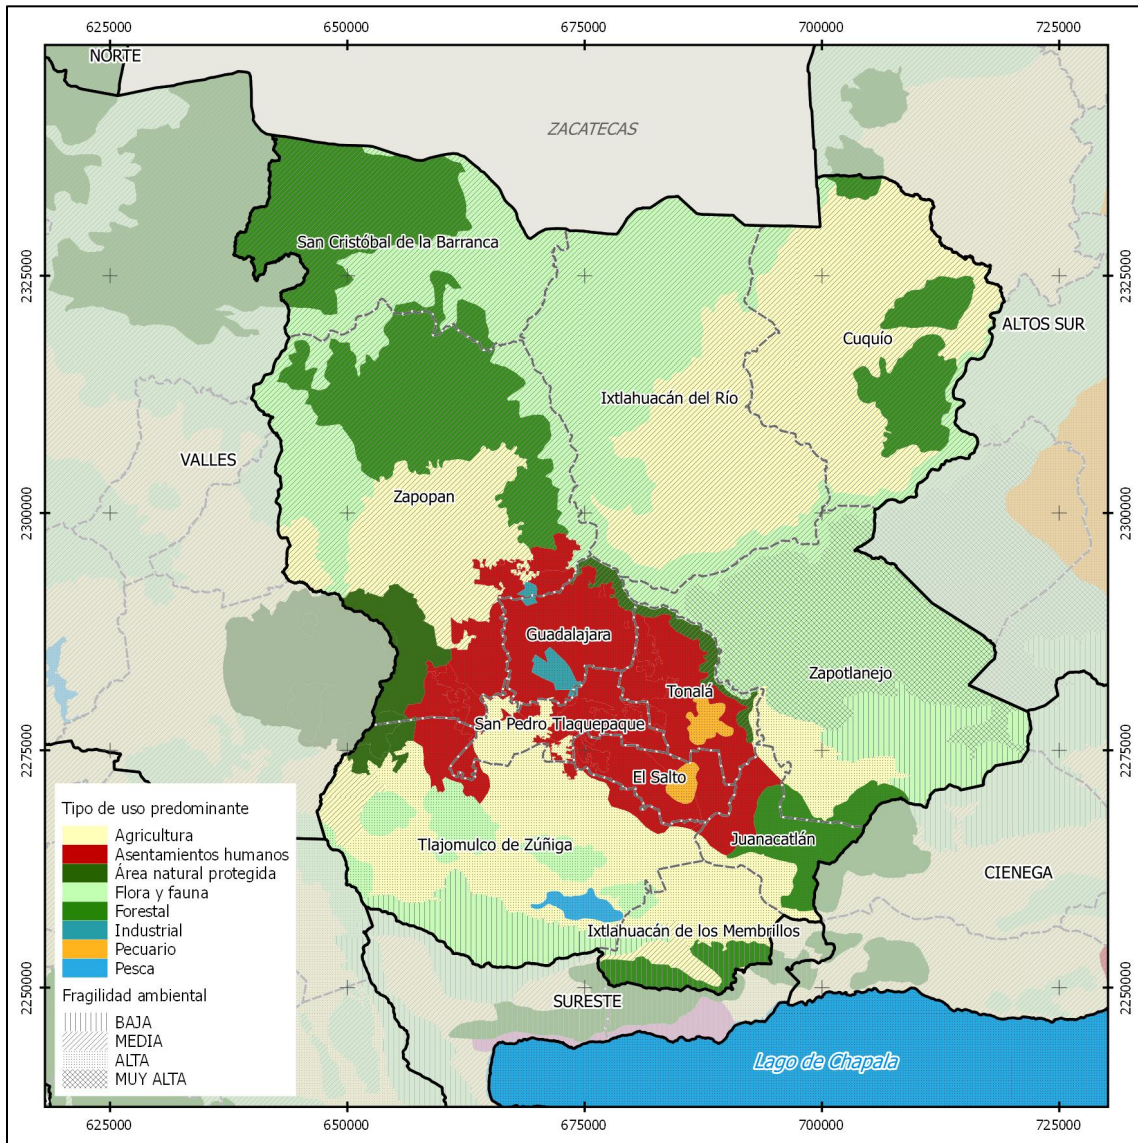 625000 650000 675000 700000 725000
NORTE
ZACATECAS
San Cristóbal de la Barranca
2325000 2325000
ALTOS SUR
Cuquío
Ixtlahuacán del Río
VALLES
Zapopan
2300000 2300000
Guadalajara
Zapotlanejo
Tonalá
San Pedro Tlaquepaque
2275000 2275000
El Salto
Juanacatlán
Tlajomulco de Zúñiga
CIENEGA
Ixtlahuacán de los Membrillos
SURESTE
2250000 2250000
Lago de Chapala
Tipo de uso predominante
Agricultura
Asentamientos humanos
Área natural protegida
Flora y fauna
Forestal
Industrial
Pecuario
Pesca
Fragilidad ambiental
BAJA
MEDIA
ALTA
MUY ALTA
625000 650000 675000 700000 725000